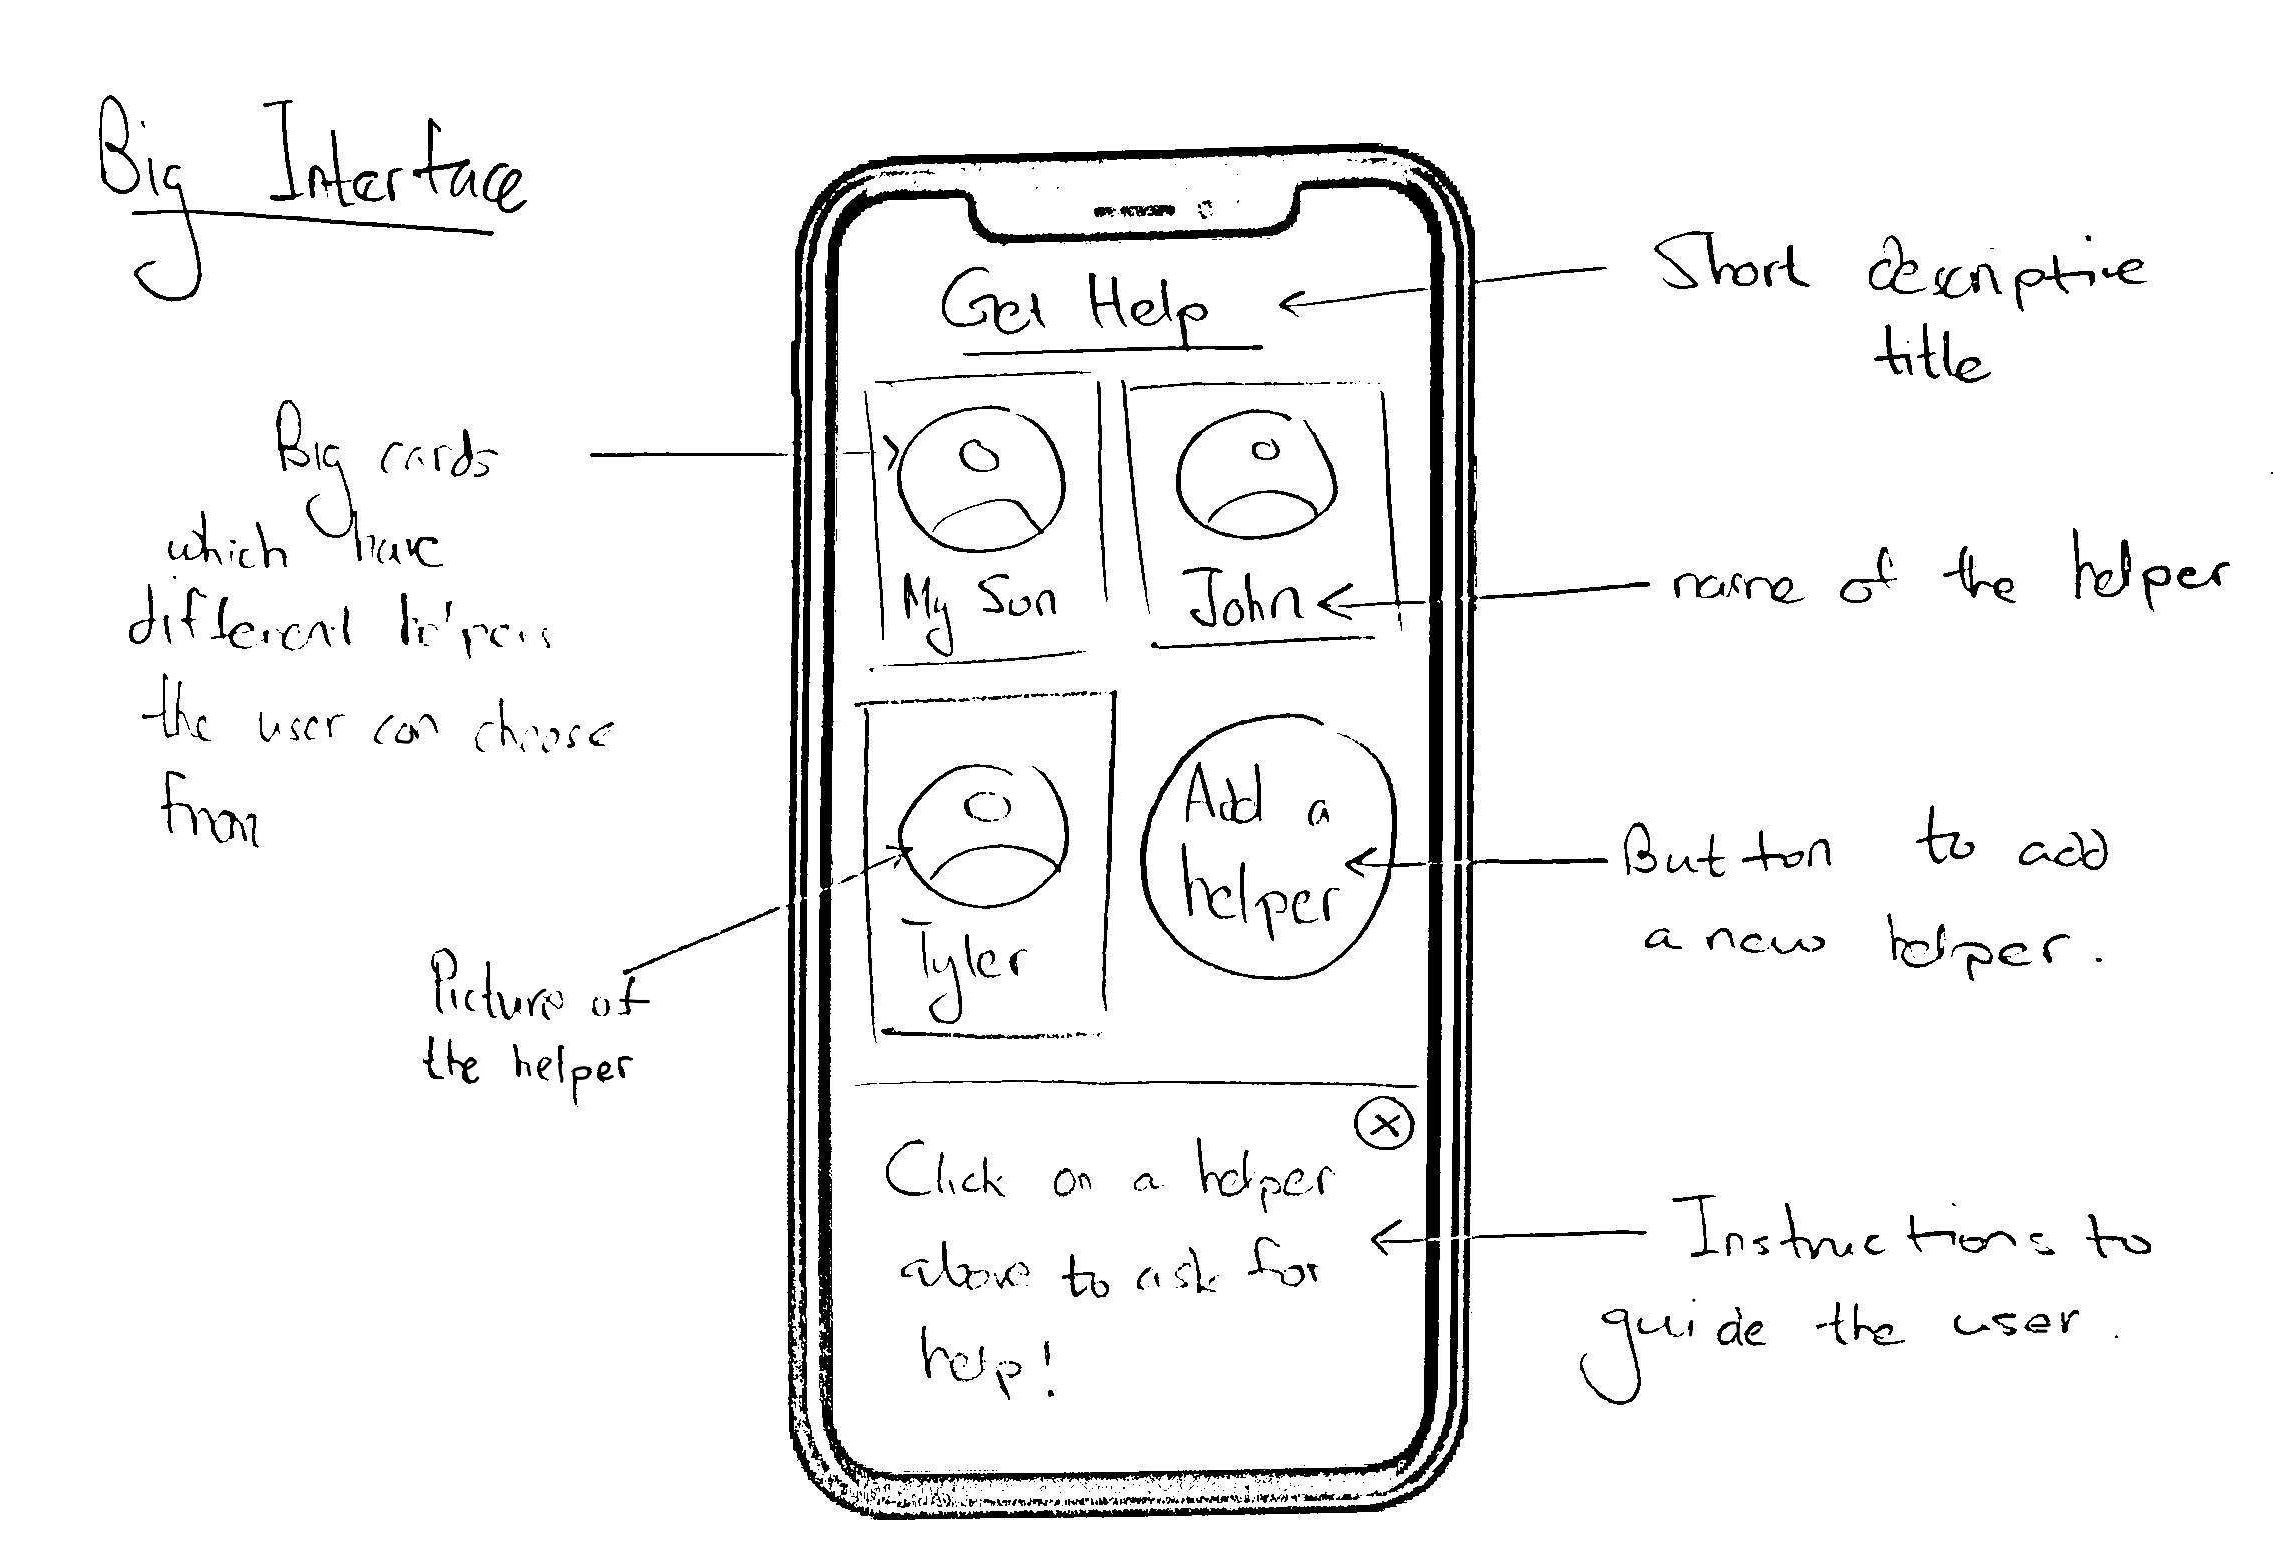 Big Interface
Get Help
Short descriptive
title
Big cards
which have
different helpers
the user can choose
from
My Son
John
name of the helper
Add a
helper
Button to add
a new helper.
Picture of
the helper
Tyler
Click on a helper
above to ask for
help!
Instructions to
guide the user.